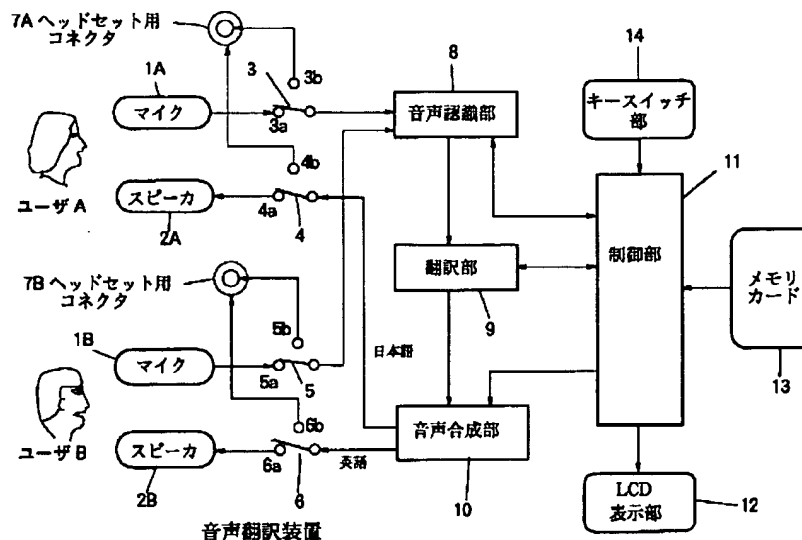 7A ヘッドセット用
コネクタ
1A
マイク
3
3b
3a
4b
ユーザ A
スピーカ
2A
4a
4
7B ヘッドセット用
コネクタ
1B
マイク
5b
5a
5
日本語
ユーザ B
スピーカ
2B
6b
6a
6
英語
8
音声認識部
翻訳部
9
音声合成部
10
14
キースイッチ
部
11
制御部
メモリ
カード
13
LCD
表示部
12
音声翻訳装置